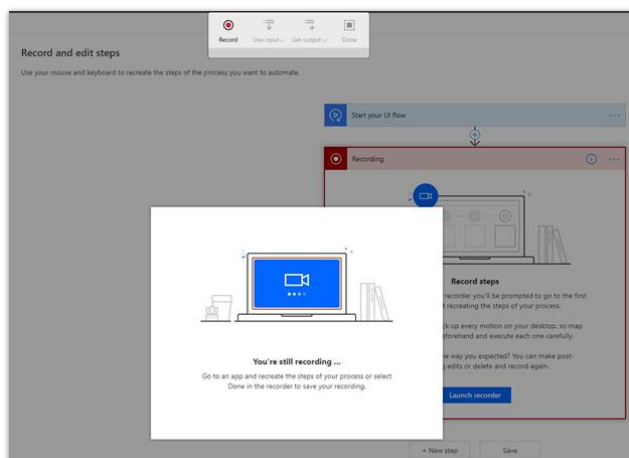 Record
Use input
Get output
Done
Record and edit steps
Use your mouse and keyboard to recreate the steps of the process you want to automate.
Start your UI flow
Recording
Record steps
recorder you'll be prompted to go to the first
recreating the steps of your process.
ck up every motion on your desktop, so map
eforehand and execute each one carefully.
he way you expected? You can make post-
edits or delete and record again.
Launch recorder
You're still recording ...
Go to an app and recreate the steps of your process or select
Done in the recorder to save your recording.
+ New step
Save